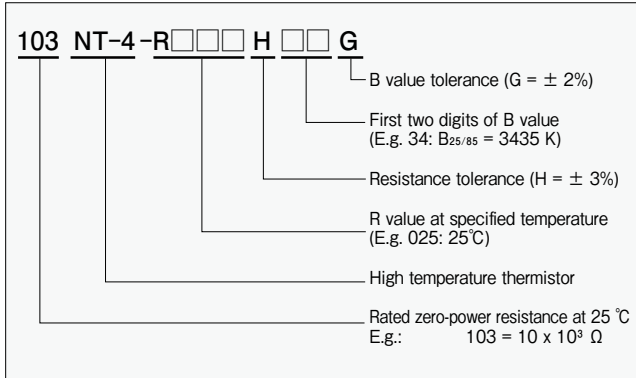 103 NT-4-R□□□ H □□ G
B value tolerance (G = ± 2%)
First two digits of B value
(E.g. 34: B25/85 = 3435 K)
Resistance tolerance (H = ± 3%)
R value at specified temperature
(E.g. 025: 25℃)
High temperature thermistor
Rated zero-power resistance at 25 ℃
E.g.: 103 = 10 x 10³ Ω